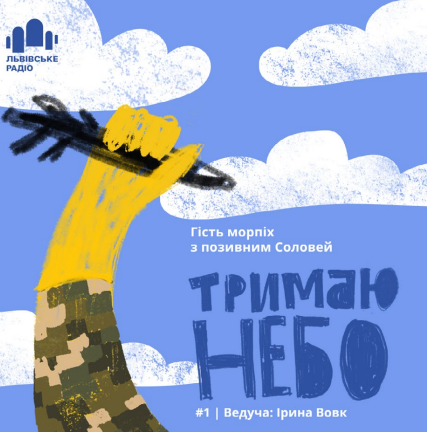 ЛЬВІВСЬКЕ
РАДІО
Гість морпіх
з позивним Соловей
тримаю
НЕБО
#1 | Ведуча: Ірина Вовк